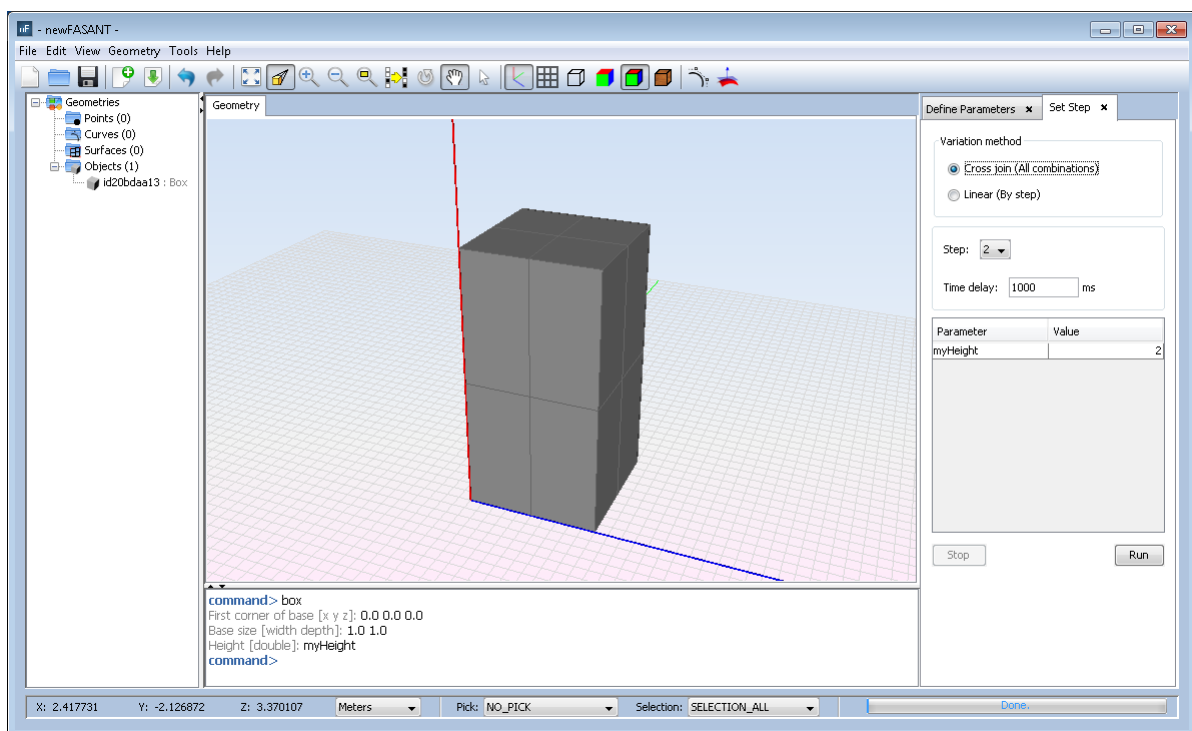 nF - newFASANT -
File Edit View Geometry Tools Help
Geometries
Points (0)
Curves (0)
Surfaces (0)
Objects (1)
id20bdaa13 : Box
Geometry
command> box
First corner of base [x y z]: 0.0 0.0 0.0
Base size [width depth]: 1.0 1.0
Height [double]: myHeight
command>
Define Parameters × Set Step ×
Variation method
Cross join (All combinations)
Linear (By step)
Step: 2
Time delay: 1000 ms
Parameter Value
myHeight 2
Stop Run
X: 2.417731 Y: -2.126872 Z: 3.370107 Meters Pick: NO_PICK Selection: SELECTION_ALL Done.